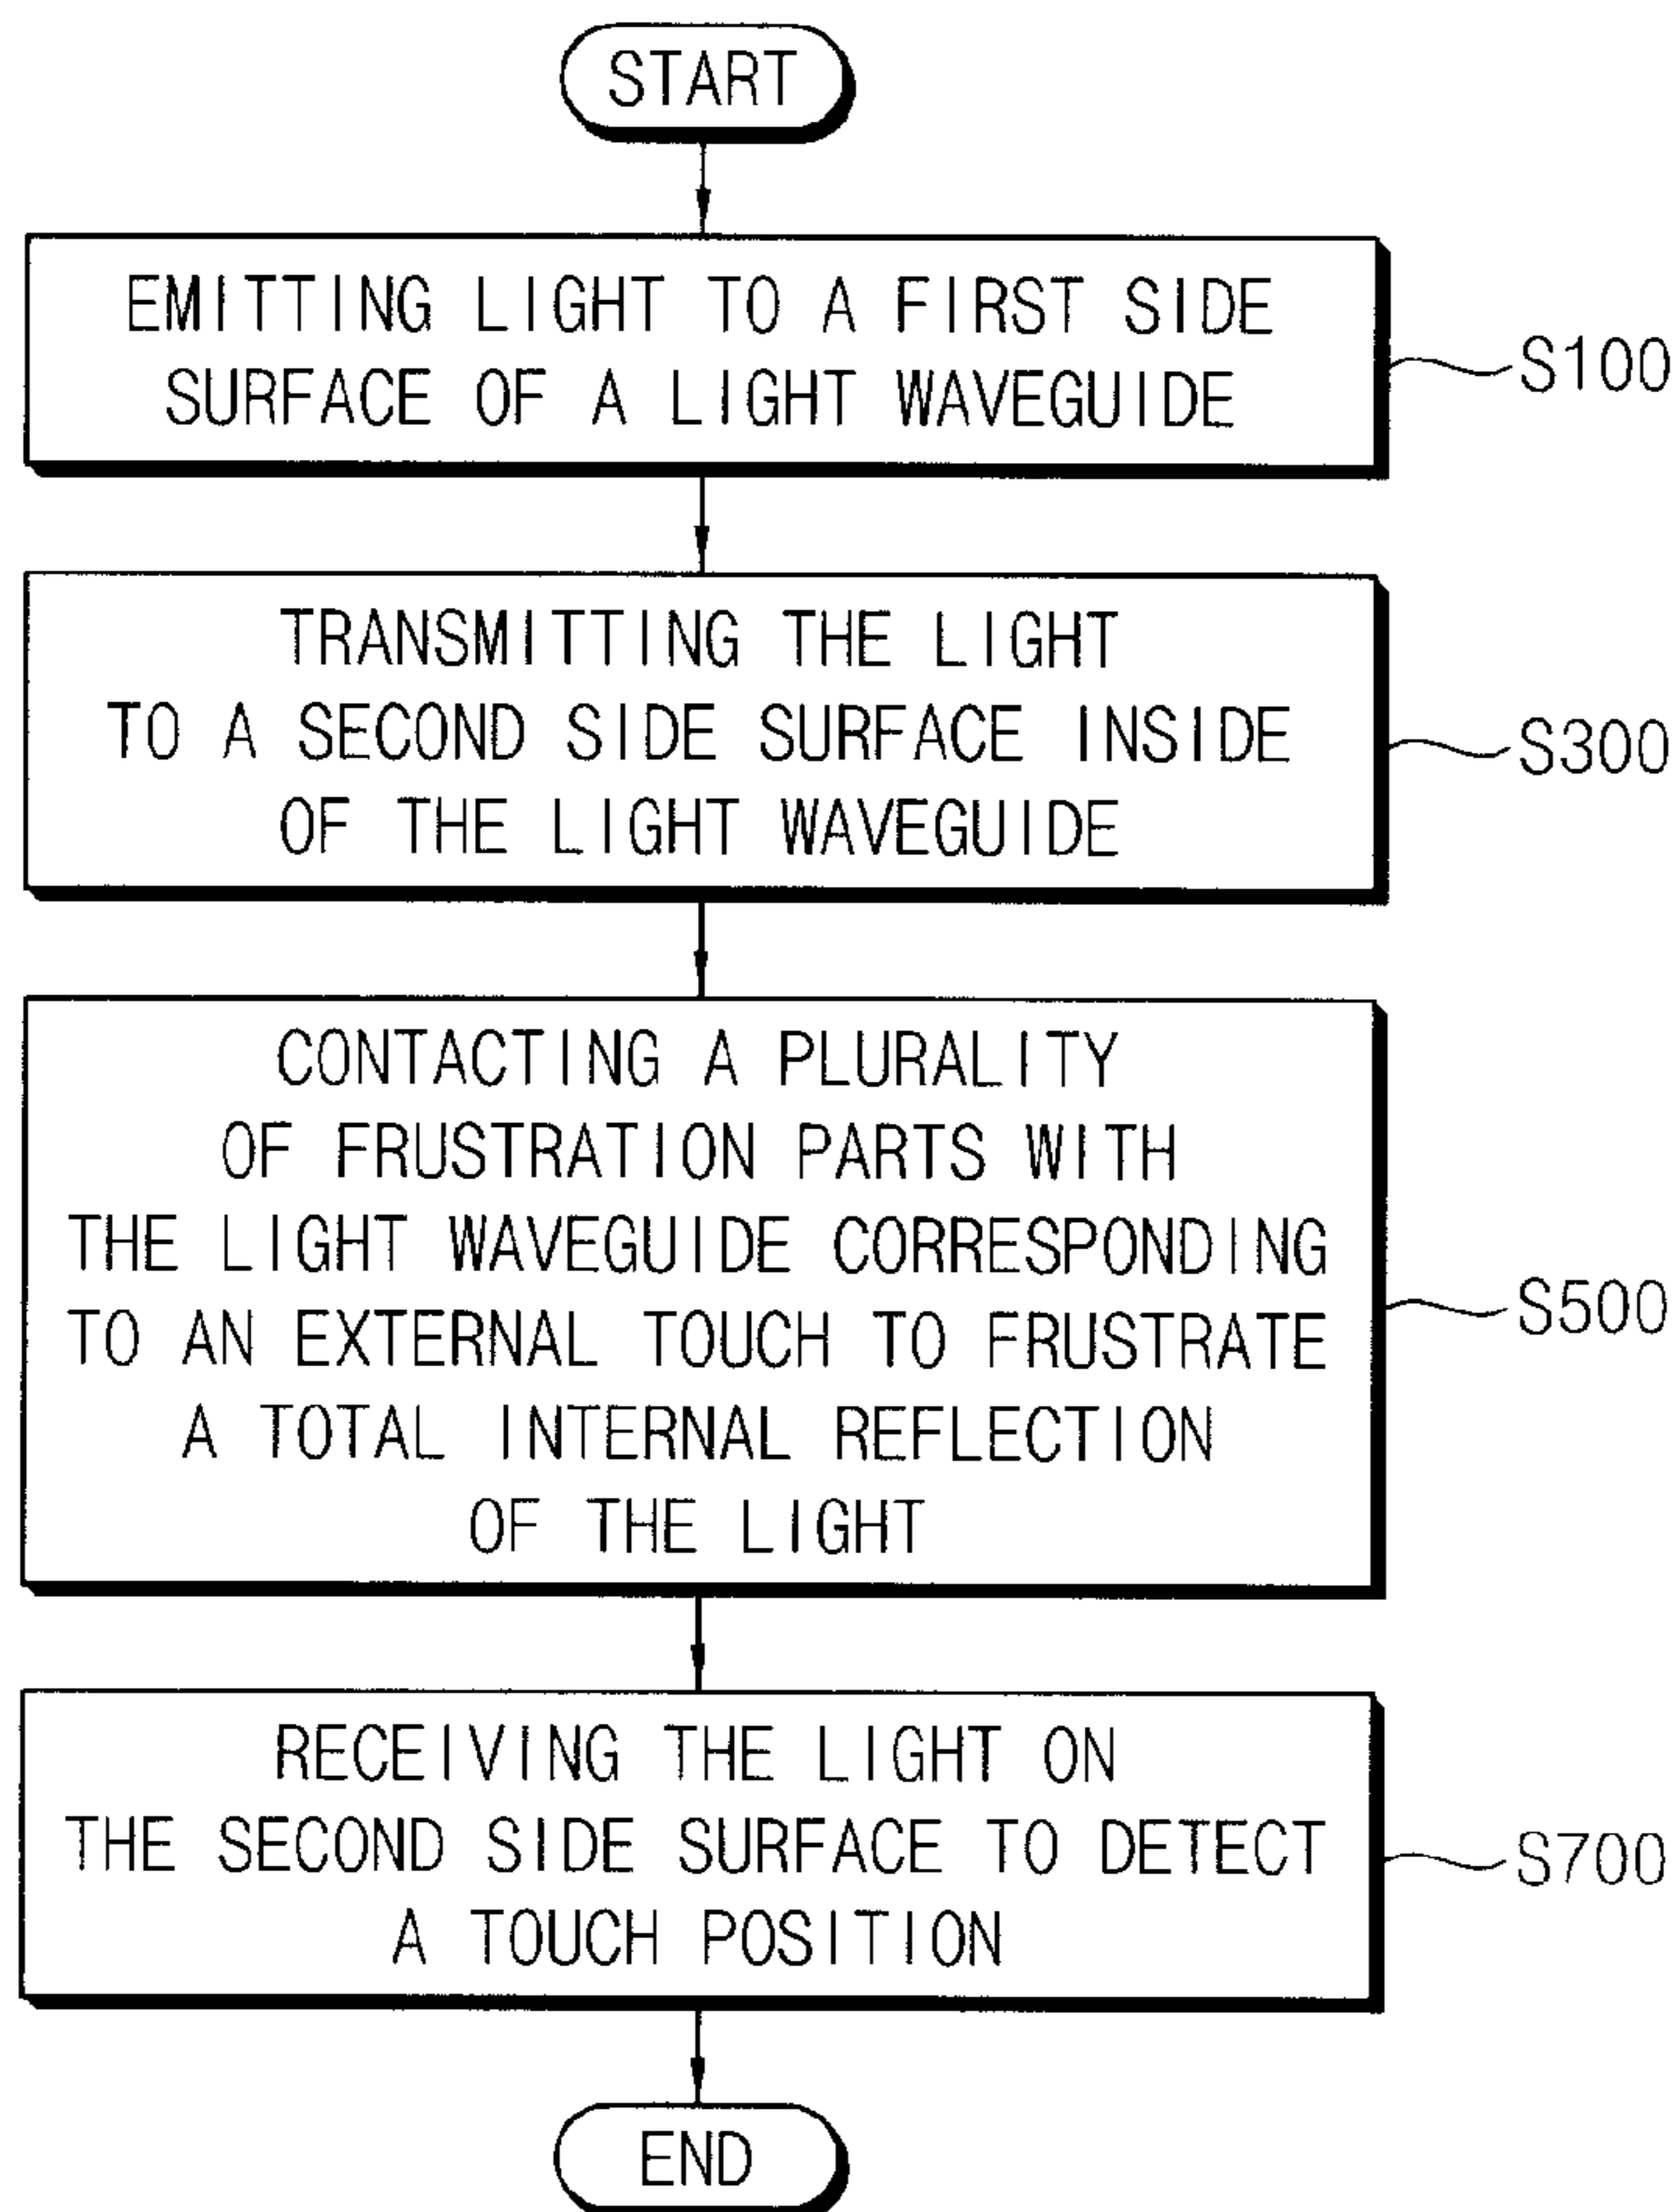 START
EMITTING LIGHT TO A FIRST SIDE
SURFACE OF A LIGHT WAVEGUIDE
S100
TRANSMITTING THE LIGHT
TO A SECOND SIDE SURFACE INSIDE
OF THE LIGHT WAVEGUIDE
S300
CONTACTING A PLURALITY
OF FRUSTRATION PARTS WITH
THE LIGHT WAVEGUIDE CORRESPONDING
TO AN EXTERNAL TOUCH TO FRUSTRATE
A TOTAL INTERNAL REFLECTION
OF THE LIGHT
S500
RECEIVING THE LIGHT ON
THE SECOND SIDE SURFACE TO DETECT
A TOUCH POSITION
S700
END